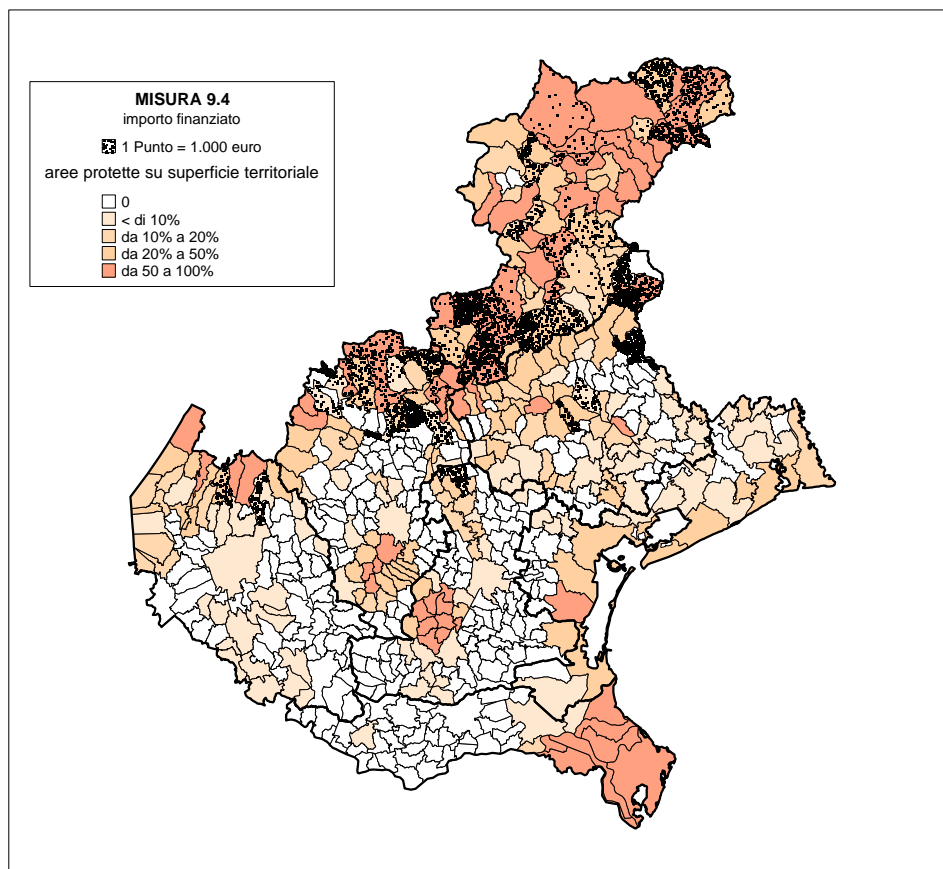 MISURA 9.4
importo finanziato
1 Punto = 1.000 euro
aree protette su superficie territoriale
0
< di 10%
da 10% a 20%
da 20% a 50%
da 50 a 100%